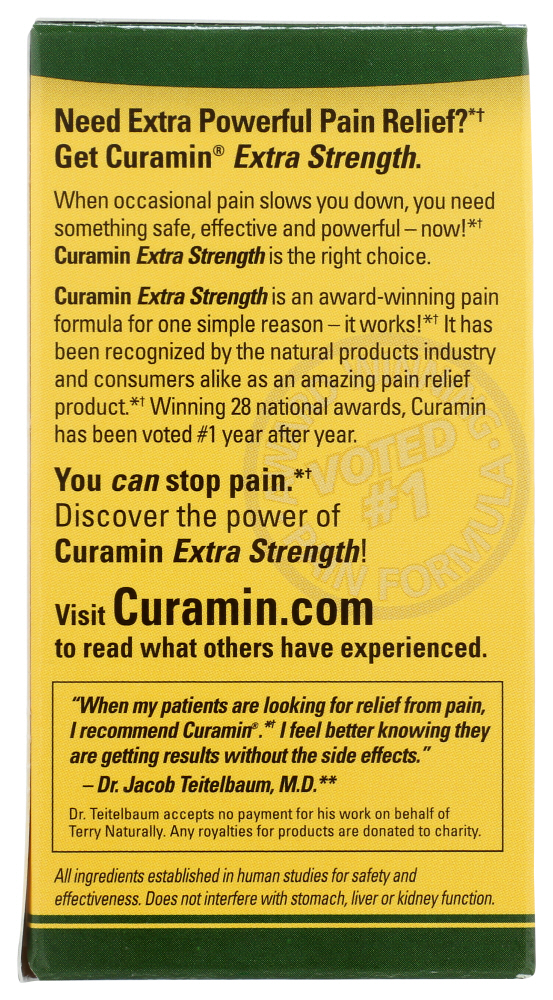 Need Extra Powerful Pain Relief?*†
Get Curamin® Extra Strength.
When occasional pain slows you down, you need
something safe, effective and powerful – now!*†
Curamin Extra Strength is the right choice.
Curamin Extra Strength is an award-winning pain
formula for one simple reason – it works!*† It has
been recognized by the natural products industry
and consumers alike as an amazing pain relief
product.*† Winning 28 national awards, Curamin
has been voted #1 year after year.
AWARD WINNING
VOTED
#1
PAIN FORMULA
You can stop pain.*†
Discover the power of
Curamin Extra Strength!
Visit Curamin.com
to read what others have experienced.
“When my patients are looking for relief from pain,
I recommend Curamin®.*† I feel better knowing they
are getting results without the side effects.”
– Dr. Jacob Teitelbaum, M.D.**
Dr. Teitelbaum accepts no payment for his work on behalf of
Terry Naturally. Any royalties for products are donated to charity.
All ingredients established in human studies for safety and
effectiveness. Does not interfere with stomach, liver or kidney function.